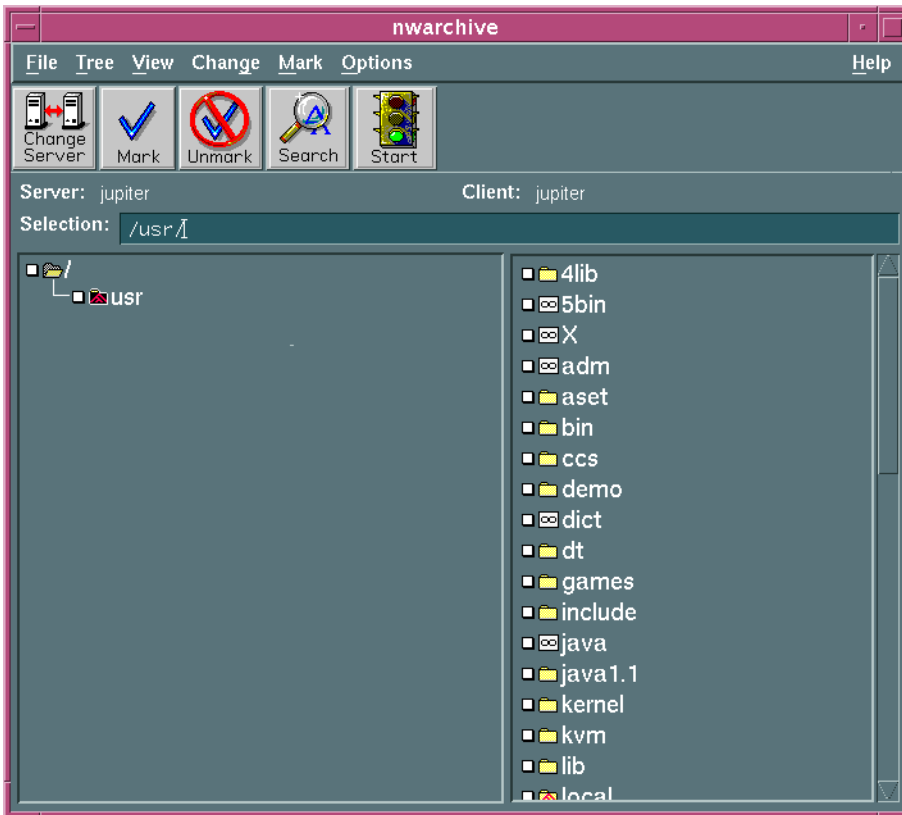 nwarchive
File Tree View Change Mark Options Help
Change Server Mark Unmark Search Start
Server: jupiter Client: jupiter
Selection: /usr/
/
usr
4lib
5bin
X
adm
aset
bin
ccs
demo
dict
dt
games
include
java
java1.1
kernel
kvm
lib
local